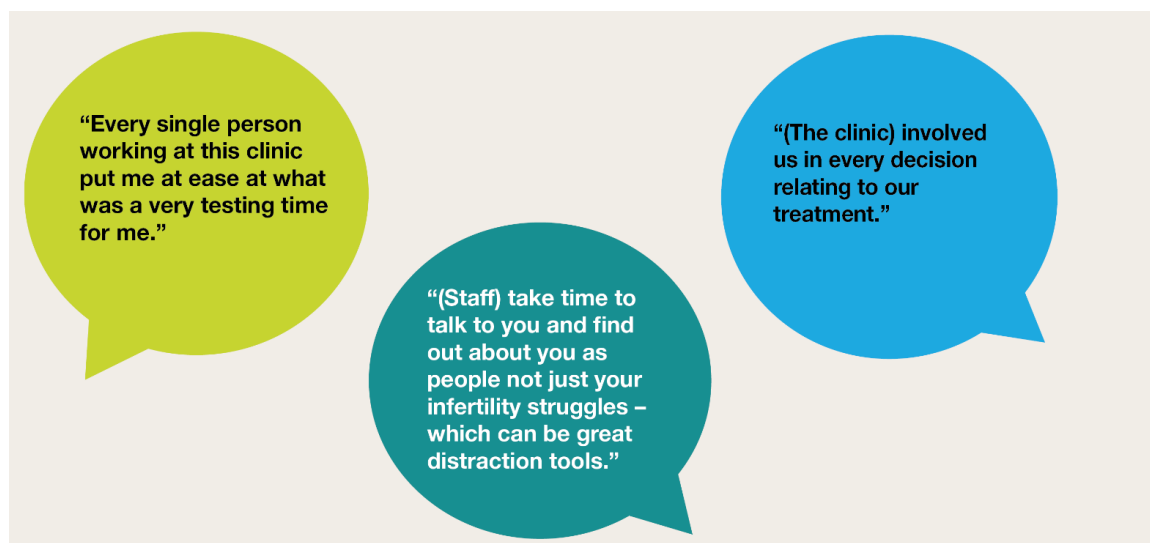 “Every single person
working at this clinic
put me at ease at what
was a very testing time
for me.”
“(Staff) take time to
talk to you and find
out about you as
people not just your
infertility struggles –
which can be great
distraction tools.”
“(The clinic) involved
us in every decision
relating to our
treatment.”